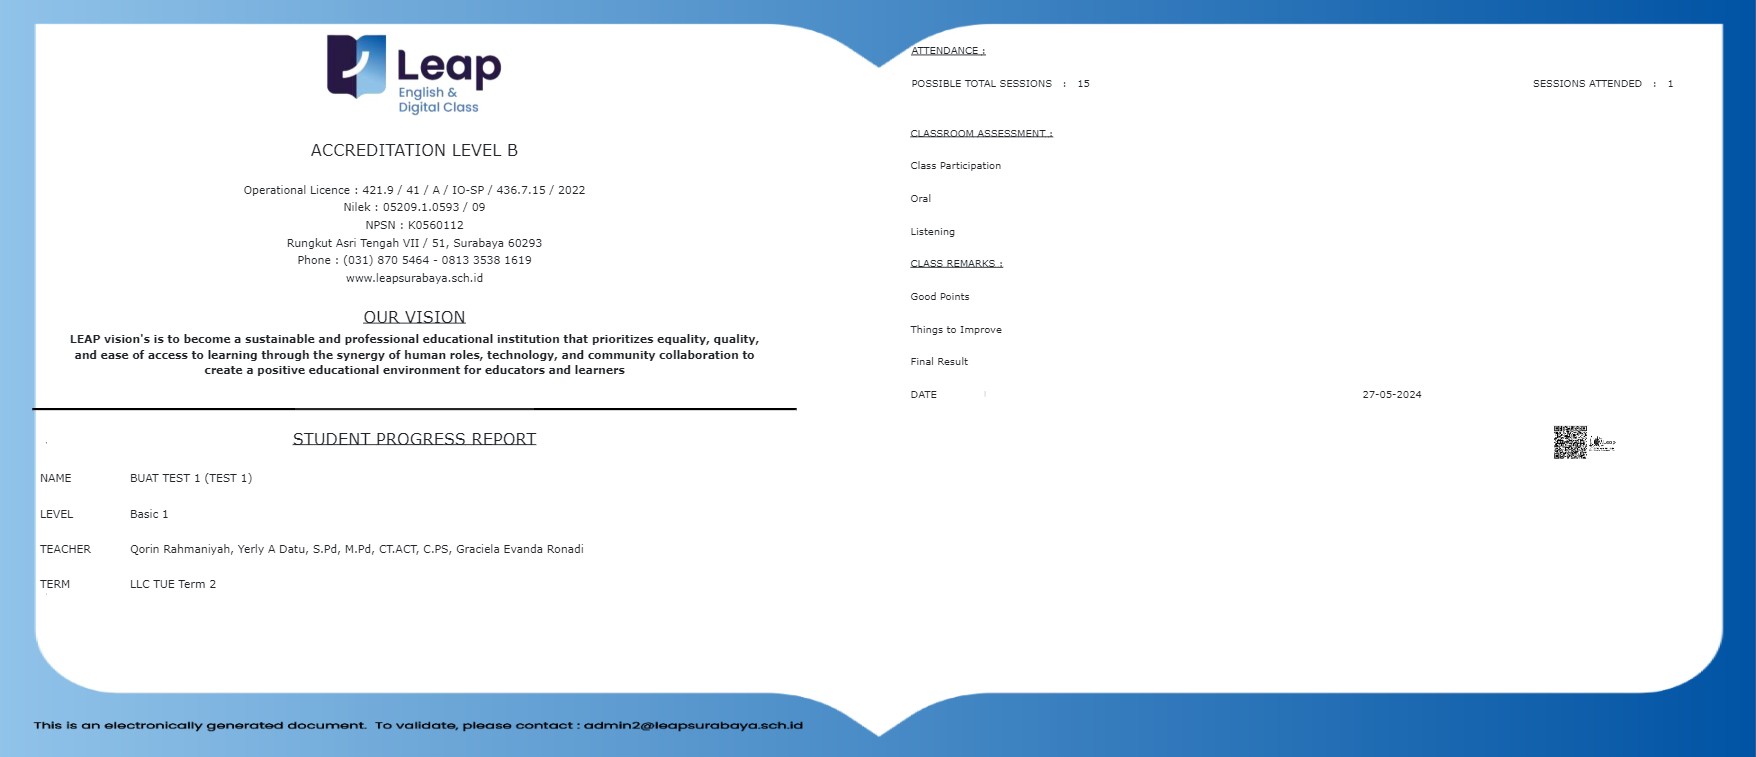 Leap
English &
Digital Class
ACCREDITATION LEVEL B
Operational Licence : 421.9 / 41 / A / IO-SP / 436.7.15 / 2022
Nilek : 05209.1.0593 / 09
NPSN : K0560112
Rungkut Asri Tengah VII / 51, Surabaya 60293
Phone : (031) 870 5464 - 0813 3538 1619
www.leapsurabaya.sch.id
OUR VISION
LEAP vision's is to become a sustainable and professional educational institution that prioritizes equality, quality,
and ease of access to learning through the synergy of human roles, technology, and community collaboration to
create a positive educational environment for educators and learners
STUDENT PROGRESS REPORT
NAME BUAT TEST 1 (TEST 1)
LEVEL Basic 1
TEACHER Qorin Rahmaniyah, Yerly A Datu, S.Pd, M.Pd, CT.ACT, C.PS, Graciela Evanda Ronadi
TERM LLC TUE Term 2
ATTENDANCE :
POSSIBLE TOTAL SESSIONS : 15 SESSIONS ATTENDED : 1
CLASSROOM ASSESSMENT :
Class Participation
Oral
Listening
CLASS REMARKS :
Good Points
Things to Improve
Final Result
DATE 27-05-2024
This is an electronically generated document. To validate, please contact : admin2@leapsurabaya.sch.id